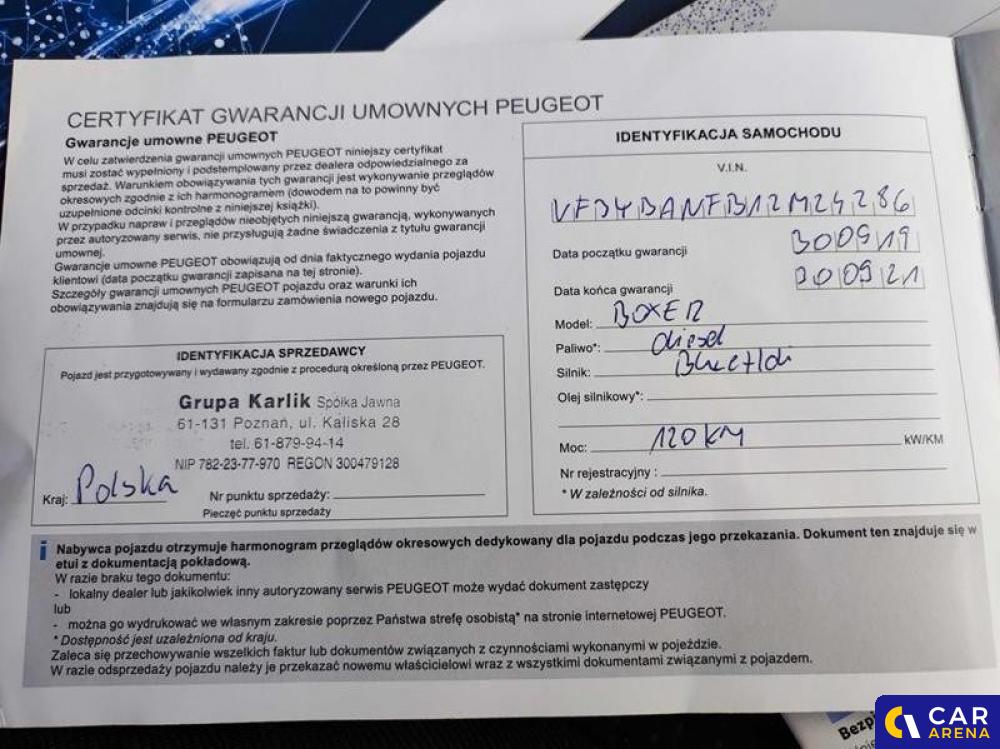 CERTYFIKAT GWARANCJI UMOWNYCH PEUGEOT
Gwarancje umowne PEUGEOT
W celu zatwierdzenia gwarancji umownych PEUGEOT niniejszy certyfikat
musi zostać wypełniony i podstemplowany przez dealera odpowiedzialnego za
sprzedaż. Warunkiem obowiązywania tych gwarancji jest wykonywanie przeglądów
okresowych zgodnie z ich harmonogramem (dowodem na to powinny być
uzupełnione odcinki kontrolne z niniejszej książki).
W przypadku napraw i przeglądów nieobjętych niniejszą gwarancją, wykonywanych
przez autoryzowany serwis, nie przysługują żadne świadczenia z tytułu gwarancji
umownej.
Gwarancje umowne PEUGEOT obowiązują od dnia faktycznego wydania pojazdu
klientowi (data początku gwarancji zapisana na tej stronie).
Szczegóły gwarancji umownych PEUGEOT pojazdu oraz warunki ich
obowiązywania znajdują się na formularzu zamówienia nowego pojazdu.
IDENTYFIKACJA SPRZEDAWCY
Pojazd jest przygotowywany i wydawany zgodnie z procedurą określoną przez PEUGEOT.
Grupa Karlik Spółka Jawna
61-131 Poznań, ul. Kaliska 28
tel. 61-879-94-14
NIP 782-23-77-970 REGON 300479128
Kraj: Polska
Nr punktu sprzedaży:
Pieczęć punktu sprzedaży
IDENTYFIKACJA SAMOCHODU
V.I.N.
VF3YBANFB12M24286
Data początku gwarancji 30 09 19
Data końca gwarancji 30 09 21
Model: BOXER
Paliwo*: diesel
Silnik: BlueHdi
Olej silnikowy*:
Moc: 120 KM kW/KM
Nr rejestracyjny :
* W zależności od silnika.
i Nabywca pojazdu otrzymuje harmonogram przeglądów okresowych dedykowany dla pojazdu podczas jego przekazania. Dokument ten znajduje się w
etui z dokumentacją pokładową.
W razie braku tego dokumentu:
- lokalny dealer lub jakikolwiek inny autoryzowany serwis PEUGEOT może wydać dokument zastępczy
lub
- można go wydrukować we własnym zakresie poprzez Państwa strefę osobistą* na stronie internetowej PEUGEOT.
* Dostępność jest uzależniona od kraju.
Zaleca się przechowywanie wszelkich faktur lub dokumentów związanych z czynnościami wykonanymi w pojeździe.
W razie odsprzedaży pojazdu należy je przekazać nowemu właścicielowi wraz z wszystkimi dokumentami związanymi z pojazdem.
CAR
ARENA